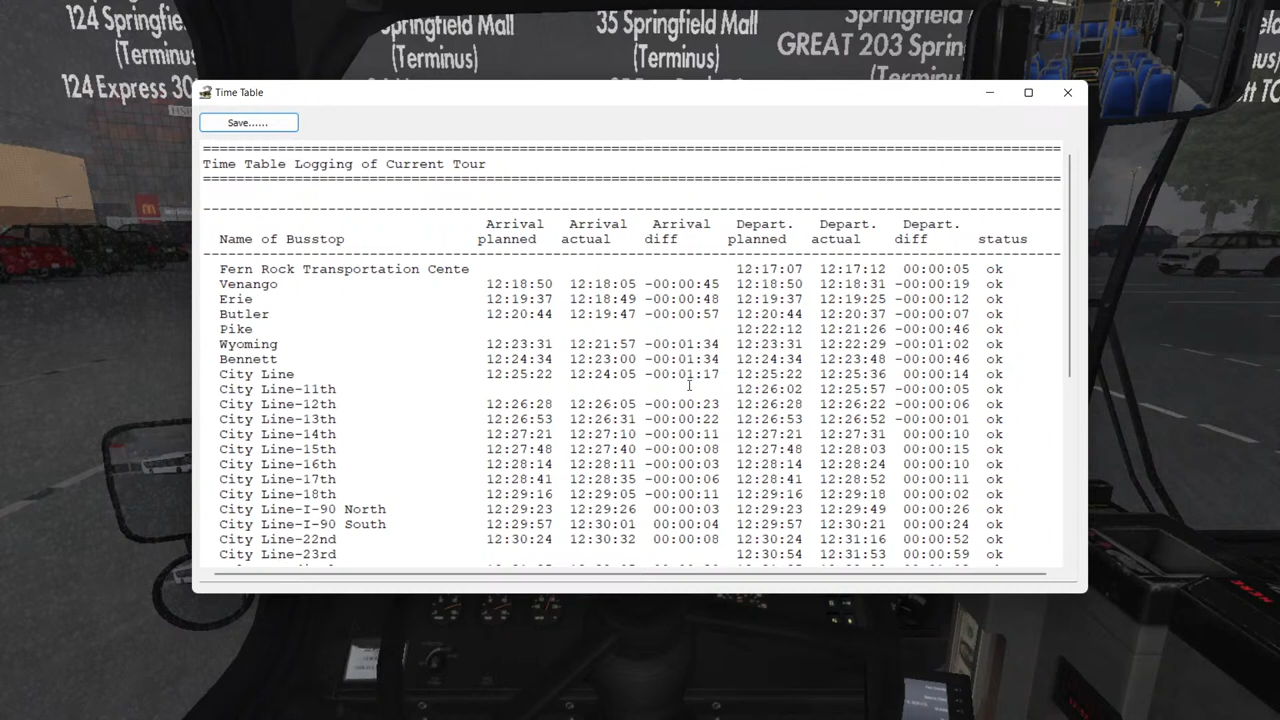 124 Springfield
(Terminus)
124 Express 30
Springfield Mall
(Terminus)
35 Springfield Mall
(Terminus)
Springfield
GREAT 203 Sprin
Time Table
Save......
Time Table Logging of Current Tour
Arrival Arrival Arrival Depart. Depart. Depart.
Name of Busstop planned actual diff planned actual diff status
Fern Rock Transportation Cente 12:17:07 12:17:12 00:00:05 ok
Venango 12:18:50 12:18:05 -00:00:45 12:18:50 12:18:31 -00:00:19 ok
Erie 12:19:37 12:18:49 -00:00:48 12:19:37 12:19:25 -00:00:12 ok
Butler 12:20:44 12:19:47 -00:00:57 12:20:44 12:20:37 -00:00:07 ok
Pike 12:22:12 12:21:26 -00:00:46 ok
Wyoming 12:23:31 12:21:57 -00:01:34 12:23:31 12:22:29 -00:01:02 ok
Bennett 12:24:34 12:23:00 -00:01:34 12:24:34 12:23:48 -00:00:46 ok
City Line 12:25:22 12:24:05 -00:01:17 12:25:22 12:25:36 00:00:14 ok
City Line-11th 12:26:02 12:25:57 -00:00:05 ok
City Line-12th 12:26:28 12:26:05 -00:00:23 12:26:28 12:26:22 -00:00:06 ok
City Line-13th 12:26:53 12:26:31 -00:00:22 12:26:53 12:26:52 -00:00:01 ok
City Line-14th 12:27:21 12:27:10 -00:00:11 12:27:21 12:27:31 00:00:10 ok
City Line-15th 12:27:48 12:27:40 -00:00:08 12:27:48 12:28:03 00:00:15 ok
City Line-16th 12:28:14 12:28:11 -00:00:03 12:28:14 12:28:24 00:00:10 ok
City Line-17th 12:28:41 12:28:35 -00:00:06 12:28:41 12:28:52 00:00:11 ok
City Line-18th 12:29:16 12:29:05 -00:00:11 12:29:16 12:29:18 00:00:02 ok
City Line-I-90 North 12:29:23 12:29:26 00:00:03 12:29:23 12:29:49 00:00:26 ok
City Line-I-90 South 12:29:57 12:30:01 00:00:04 12:29:57 12:30:21 00:00:24 ok
City Line-22nd 12:30:24 12:30:32 00:00:08 12:30:24 12:31:16 00:00:52 ok
City Line-23rd 12:30:54 12:31:53 00:00:59 ok